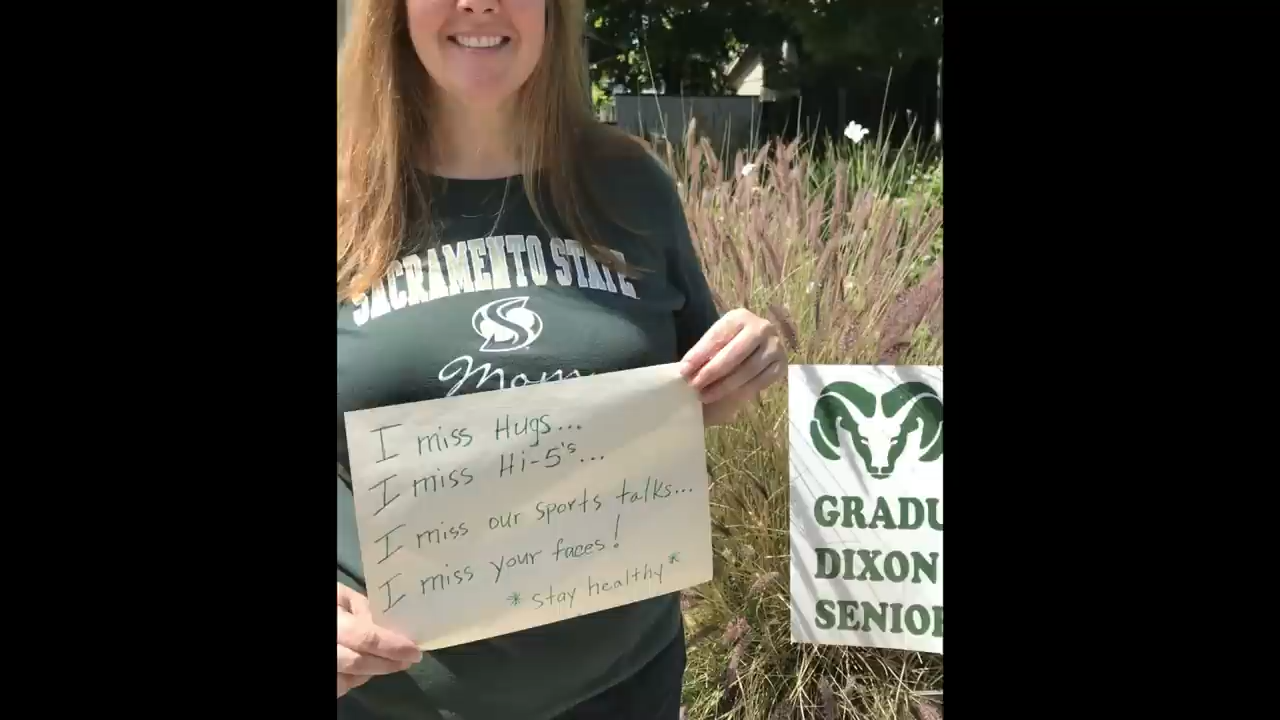 SACRAMENTO STATE
S
Mom
I miss Hugs...
I miss Hi-5's...
I miss our sports talks...
I miss your faces!
*stay healthy*
GRADU
DIXON
SENIOR